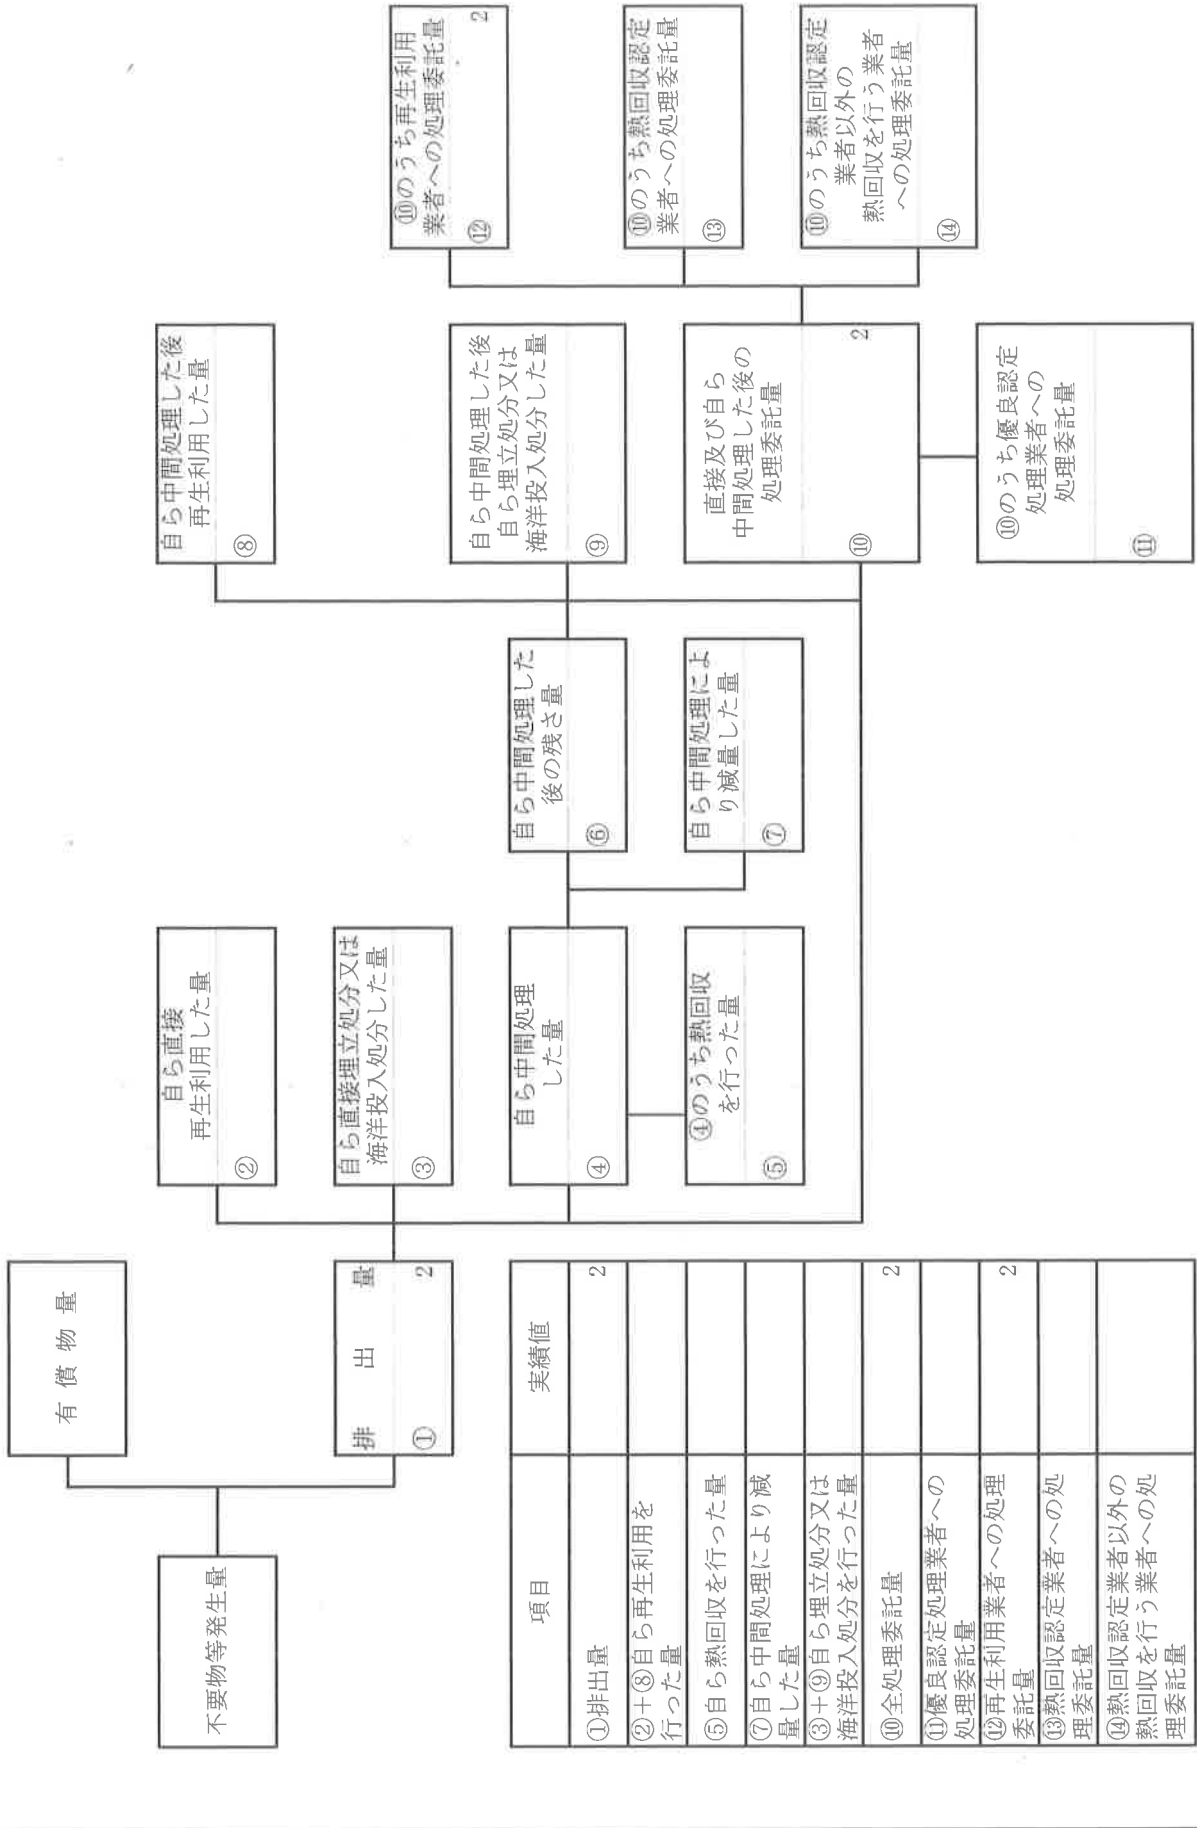 不要物等発生量
有償物量
排出量
①
2
自ら直接
再生利用した量
②
自ら直接埋立処分又は
海洋投入処分した量
③
自ら中間処理
した量
④
④のうち熱回収
を行った量
⑤
自ら中間処理した
後の残さ量
⑥
自ら中間処理によ
り減量した量
⑦
自ら中間処理した後
再生利用した量
⑧
自ら中間処理した後
自ら埋立処分又は
海洋投入処分した量
⑨
直接及び自ら
中間処理した後の
処理委託量
⑩
2
⑩のうち優良認定
処理業者への
処理委託量
⑪
⑩のうち再生利用
業者への処理委託量
⑫
2
⑩のうち熱回収認定
業者への処理委託量
⑬
⑩のうち熱回収認定
業者以外の
熱回収を行う業者
への処理委託量
⑭
項目
実績値
①排出量
2
②+⑧自ら再生利用を
行った量
⑤自ら熱回収を行った量
⑦自ら中間処理により減
量した量
③+⑨自ら埋立処分又は
海洋投入処分を行った量
⑩全処理委託量
2
⑪優良認定処理業者への
処理委託量
⑫再生利用業者への処理
委託量
2
⑬熱回収認定業者への処
理委託量
⑭熱回収認定業者以外の
熱回収を行う業者への処
理委託量